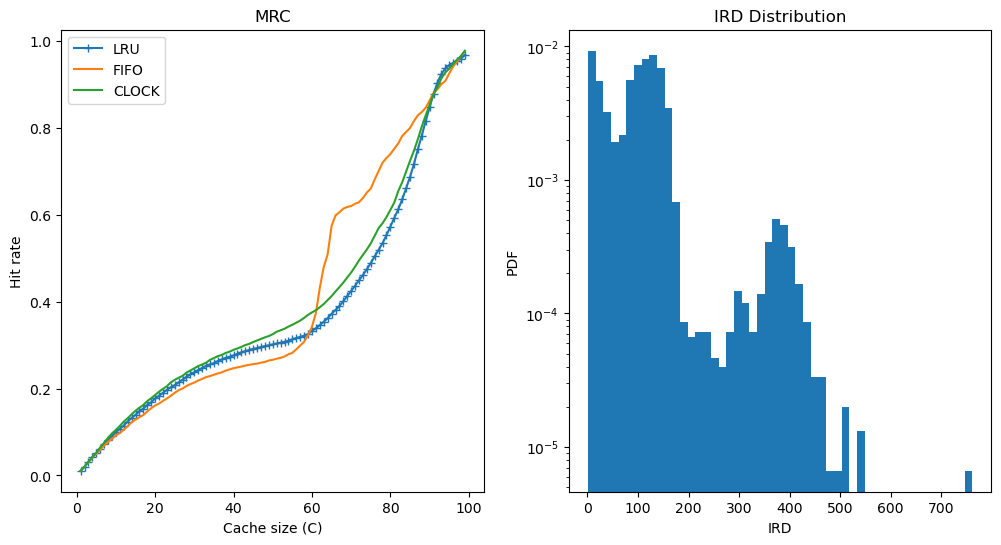 MRC
LRU
FIFO
CLOCK
Hit rate
1.0
0.8
0.6
0.4
0.2
0.0
0 20 40 60 80 100
Cache size (C)
IRD Distribution
PDF
10⁻²
10⁻³
10⁻⁴
10⁻⁵
0 100 200 300 400 500 600 700
IRD